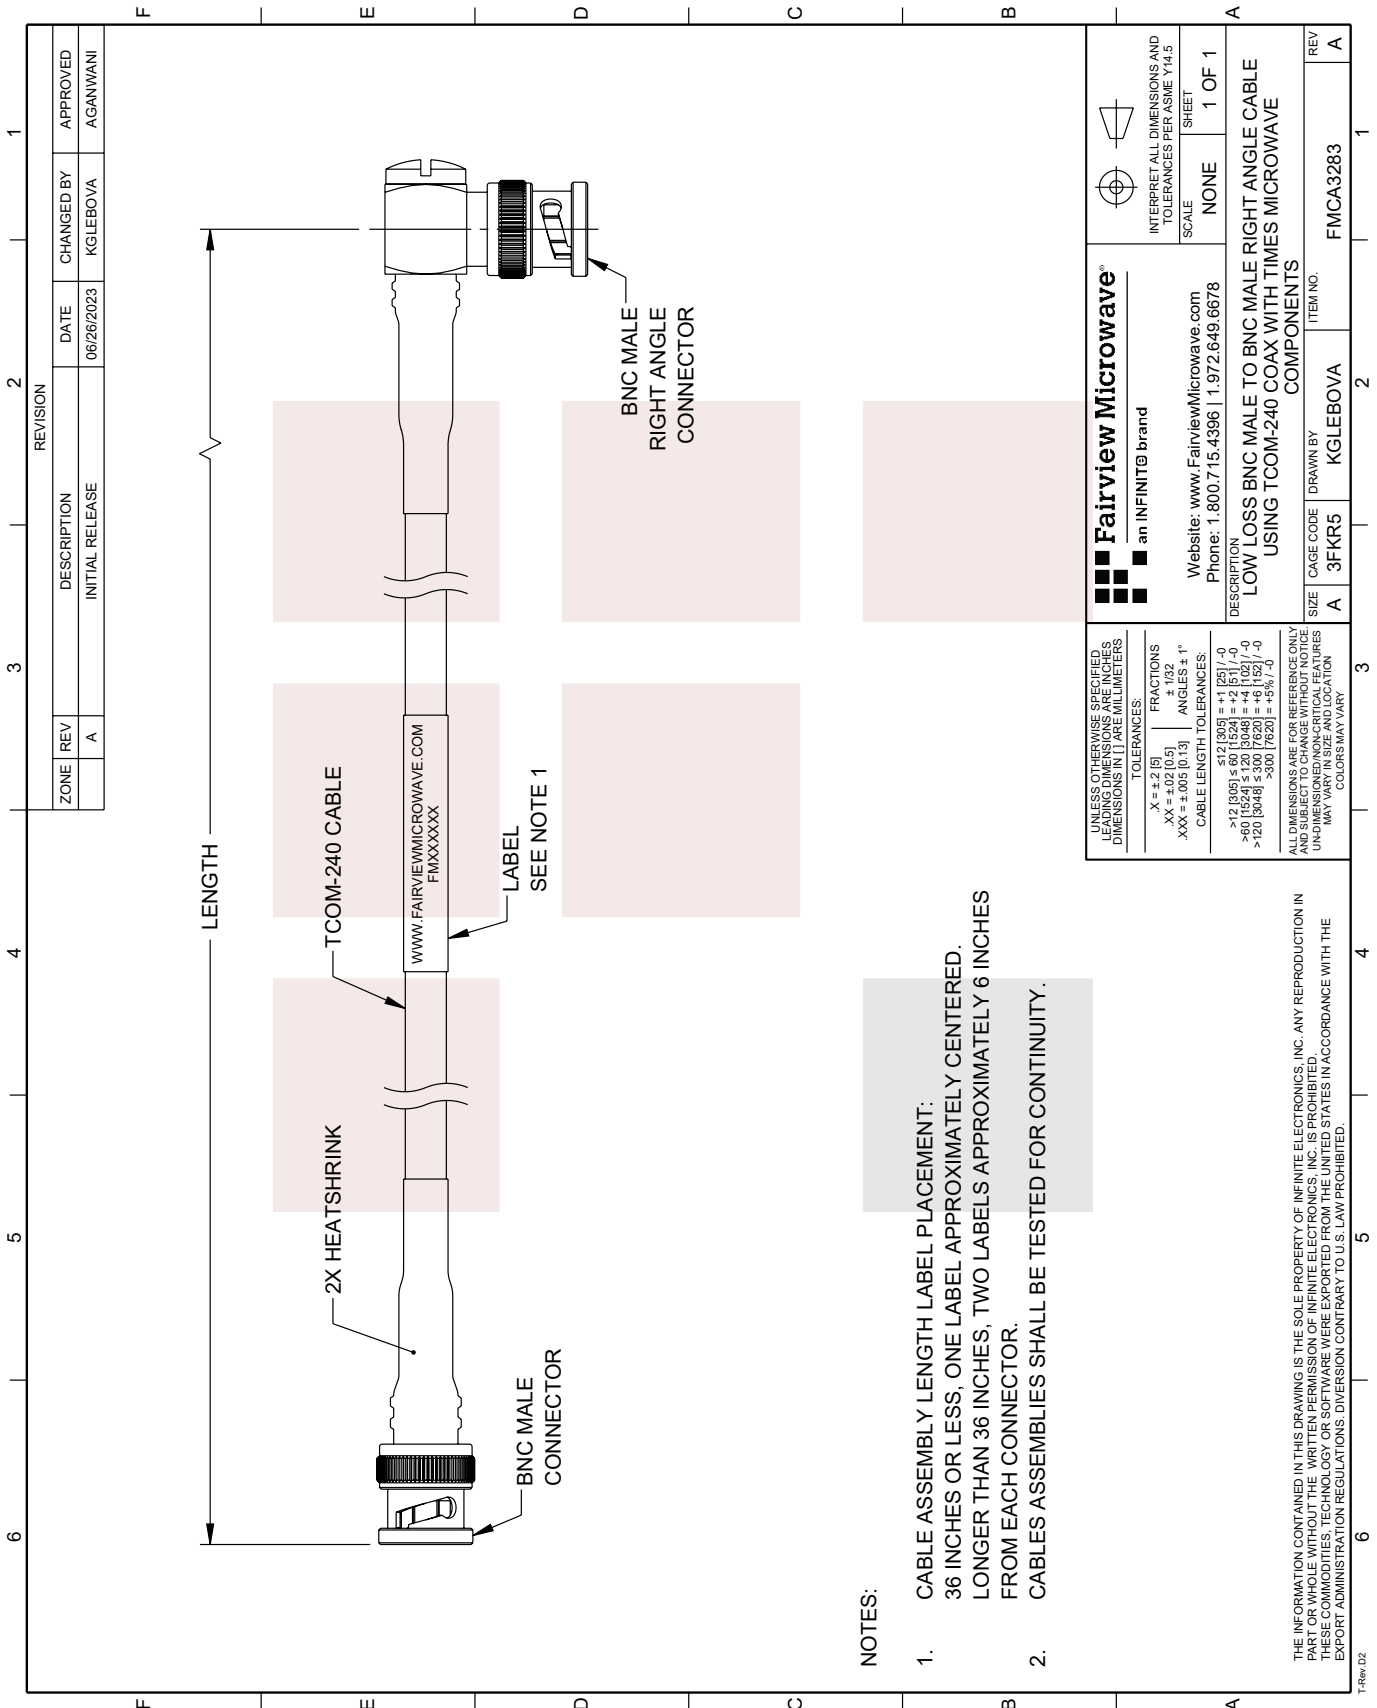 6
5
4
3
2
1
F
E
D
C
B
A
REVISION
ZONE
REV
DESCRIPTION
DATE
CHANGED BY
APPROVED
A
INITIAL RELEASE
06/26/2023
KGLEBOVA
AGANWANI
LENGTH
2X HEATSHRINK
TCOM-240 CABLE
WWW.FAIRVIEWMICROWAVE.COM
FMXXXXXX
LABEL
SEE NOTE 1
BNC MALE
CONNECTOR
BNC MALE
RIGHT ANGLE
CONNECTOR
NOTES:
1. CABLE ASSEMBLY LENGTH LABEL PLACEMENT:
36 INCHES OR LESS, ONE LABEL APPROXIMATELY CENTERED.
LONGER THAN 36 INCHES, TWO LABELS APPROXIMATELY 6 INCHES
FROM EACH CONNECTOR.
2. CABLES ASSEMBLIES SHALL BE TESTED FOR CONTINUITY.
THE INFORMATION CONTAINED IN THIS DRAWING IS THE SOLE PROPERTY OF INFINITE ELECTRONICS, INC. ANY REPRODUCTION IN
PART OR WHOLE WITHOUT THE WRITTEN PERMISSION OF INFINITE ELECTRONICS, INC. IS PROHIBITED.
THESE COMMODITIES, TECHNOLOGY OR SOFTWARE WERE EXPORTED FROM THE UNITED STATES IN ACCORDANCE WITH THE
EXPORT ADMINISTRATION REGULATIONS. DIVERSION CONTRARY TO U.S. LAW PROHIBITED.
UNLESS OTHERWISE SPECIFIED
LEADING DIMENSIONS ARE INCHES
DIMENSIONS IN [ ] ARE MILLIMETERS
TOLERANCES:
.X = ±.2 [5]
.XX = ±.02 [0.5]
.XXX = ±.005 [0.13]
FRACTIONS
± 1/32
ANGLES ± 1°
CABLE LENGTH TOLERANCES:
≤12 [305] = +1 [25] / -0
>12 [305] ≤ 60 [1524] = +2 [51] / -0
>60 [1524] ≤ 120 [3048] = +4 [102] / -0
>120 [3048] ≤ 300 [7620] = +6 [152] / -0
>300 [7620] = +5% / -0
ALL DIMENSIONS ARE FOR REFERENCE ONLY
AND SUBJECT TO CHANGE WITHOUT NOTICE.
UN-DIMENSIONED/NON-CRITICAL FEATURES
MAY VARY IN SIZE AND LOCATION
COLORS MAY VARY
Fairview Microwave®
an INFINIT℮ brand
Website: www.FairviewMicrowave.com
Phone: 1.800.715.4396 | 1.972.649.6678
INTERPRET ALL DIMENSIONS AND
TOLERANCES PER ASME Y14.5
SCALE
NONE
SHEET
1 OF 1
DESCRIPTION
LOW LOSS BNC MALE TO BNC MALE RIGHT ANGLE CABLE
USING TCOM-240 COAX WITH TIMES MICROWAVE
COMPONENTS
SIZE
A
CAGE CODE
3FKR5
DRAWN BY
KGLEBOVA
ITEM NO.
FMCA3283
REV
A
F
E
D
C
B
A
T-Rev.D2
6
5
4
3
2
1